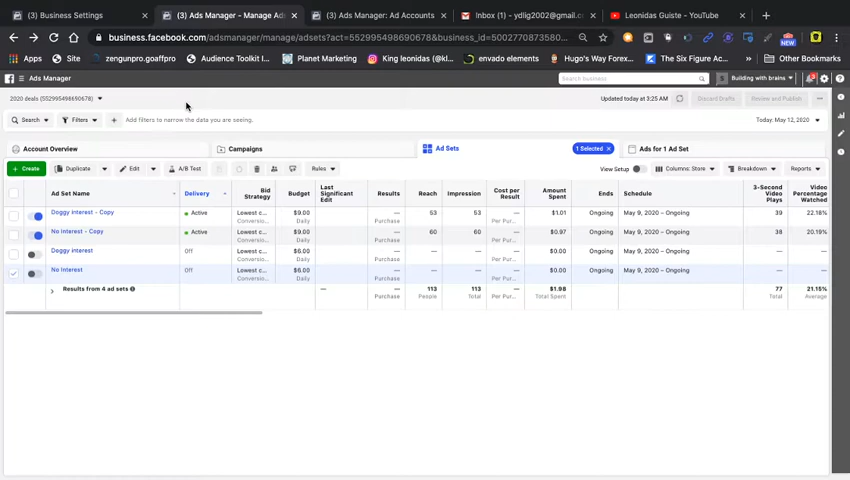 (3) Business Settings
(3) Ads Manager - Manage Ad
(3) Ads Manager: Ad Accounts
Inbox (1) - ydlig2002@gmail.c
Leonidas Guiste - YouTube
business.facebook.com/adsmanager/manage/adsets?act=552995498690678&business_id=5002770873580...
Apps
Site
zengunpro.goaffpro
Audience Toolkit I...
Planet Marketing
King leonidas (@kl...
envado elements
Hugo's Way Forex...
The Six Figure Ac...
NEW
Other Bookmarks
Ads Manager
Search business
Building with brains
2020 deals (552995498690678)
Updated today at 3:25 AM
Discard Drafts
Review and Publish
Search
Filters
Add filters to narrow the data you are seeing.
Today: May 12, 2020
Account Overview
Campaigns
Ad Sets
1 Selected
Ads for 1 Ad Set
+ Create
Duplicate
Edit
A/B Test
Rules
View Setup
Columns: Store
Breakdown
Reports
Ad Set Name
Delivery
Bid Strategy
Budget
Last Significant Edit
Results
Reach
Impression
Cost per Result
Amount Spent
Ends
Schedule
3-Second Video Plays
Video Percentage Watched
Doggy interest - Copy
Active
Lowest c...
Conversio...
$9.00
Daily
—
Purchase
53
53
—
Per Pur...
$1.01
Ongoing
May 9, 2020 – Ongoing
39
22.18%
No Interest - Copy
Active
Lowest c...
Conversio...
$9.00
Daily
—
Purchase
60
60
—
Per Pur...
$0.97
Ongoing
May 9, 2020 – Ongoing
38
20.19%
Doggy interest
Off
Lowest c...
Conversio...
$6.00
Daily
—
Purchase
—
—
—
Per Pur...
$0.00
Ongoing
May 9, 2020 – Ongoing
—
—
No Interest
Off
Lowest c...
Conversio...
$6.00
Daily
—
Purchase
—
—
—
Per Pur...
$0.00
Ongoing
May 9, 2020 – Ongoing
—
—
Results from 4 ad sets
—
—
Purchase
113
People
113
Total
—
Per Pur...
$1.98
Total Spent
77
Total
21.15%
Average